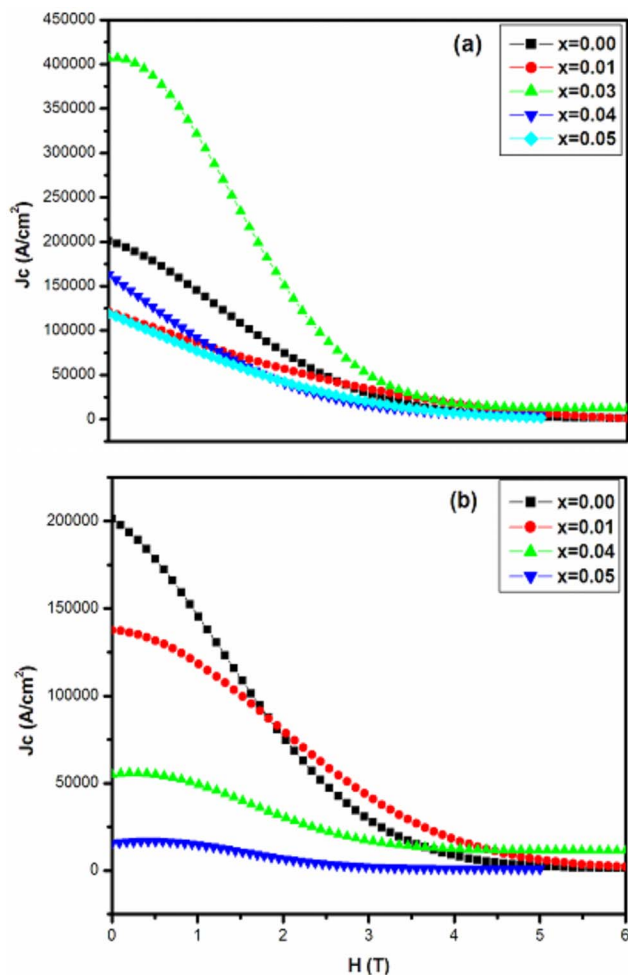 (a)
x=0.00
x=0.01
x=0.03
x=0.04
x=0.05
450000
400000
350000
300000
250000
200000
150000
100000
50000
0
Jc (A/cm²)
(b)
x=0.00
x=0.01
x=0.04
x=0.05
200000
150000
100000
50000
0
Jc (A/cm²)
0 1 2 3 4 5 6
H (T)